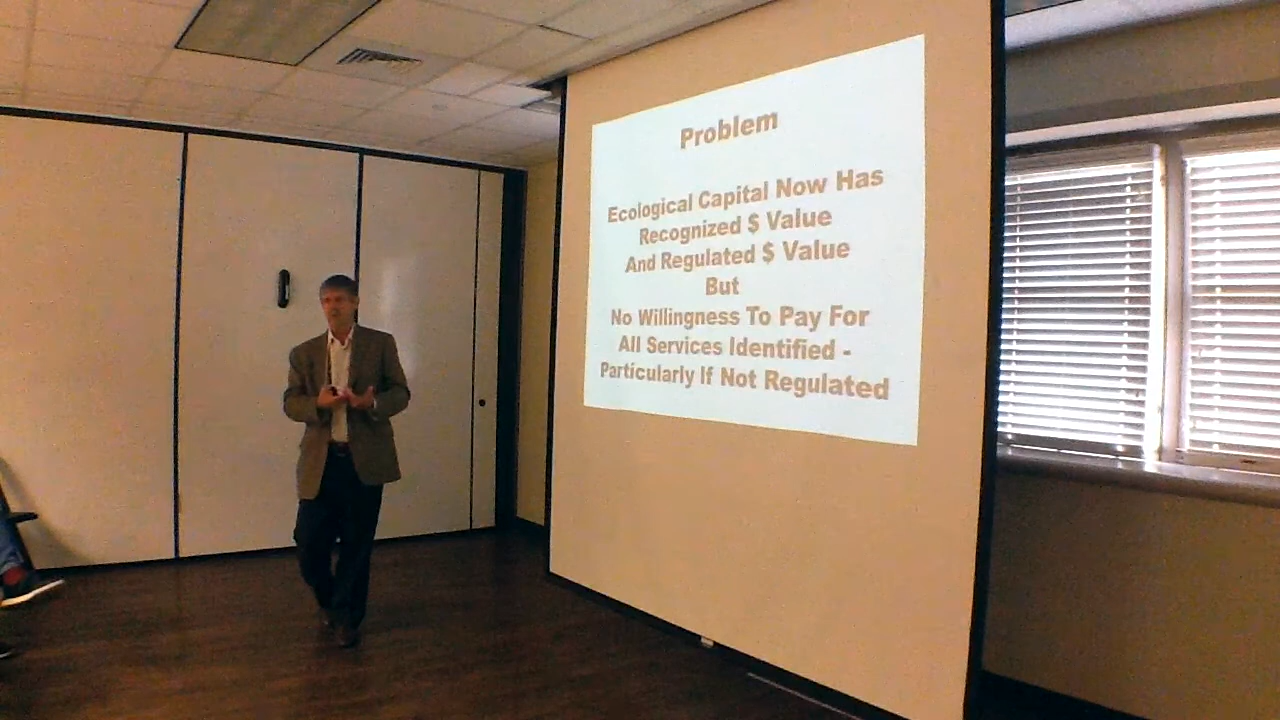 Problem
Ecological Capital Now Has
Recognized $ Value
And Regulated $ Value
But
No Willingness To Pay For
All Services Identified -
Particularly If Not Regulated